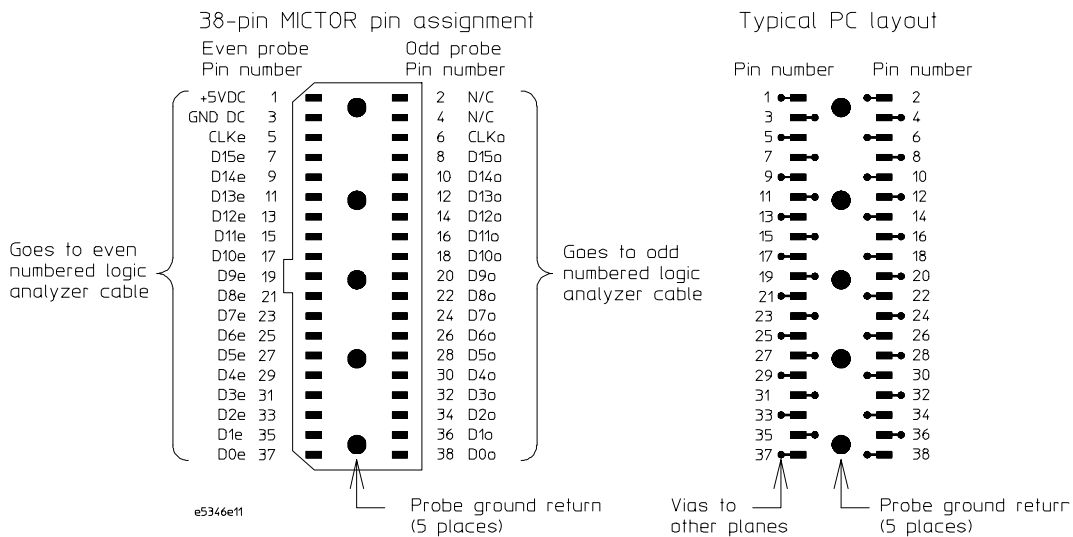 38-pin MICTOR pin assignment
Even probe
Pin number
Odd probe
Pin number
+5VDC 1 2 N/C
GND DC 3 4 N/C
CLKe 5 6 CLKo
D15e 7 8 D15o
D14e 9 10 D14o
D13e 11 12 D13o
D12e 13 14 D12o
D11e 15 16 D11o
D10e 17 18 D10o
D9e 19 20 D9o
D8e 21 22 D8o
D7e 23 24 D7o
D6e 25 26 D6o
D5e 27 28 D5o
D4e 29 30 D4o
D3e 31 32 D3o
D2e 33 34 D2o
D1e 35 36 D1o
D0e 37 38 D0o
Goes to even
numbered logic
analyzer cable
Goes to odd
numbered logic
analyzer cable
Probe ground return
(5 places)
e5346e11
Typical PC layout
Pin number Pin number
1 2
3 4
5 6
7 8
9 10
11 12
13 14
15 16
17 18
19 20
21 22
23 24
25 26
27 28
29 30
31 32
33 34
35 36
37 38
Vias to
other planes
Probe ground return
(5 places)